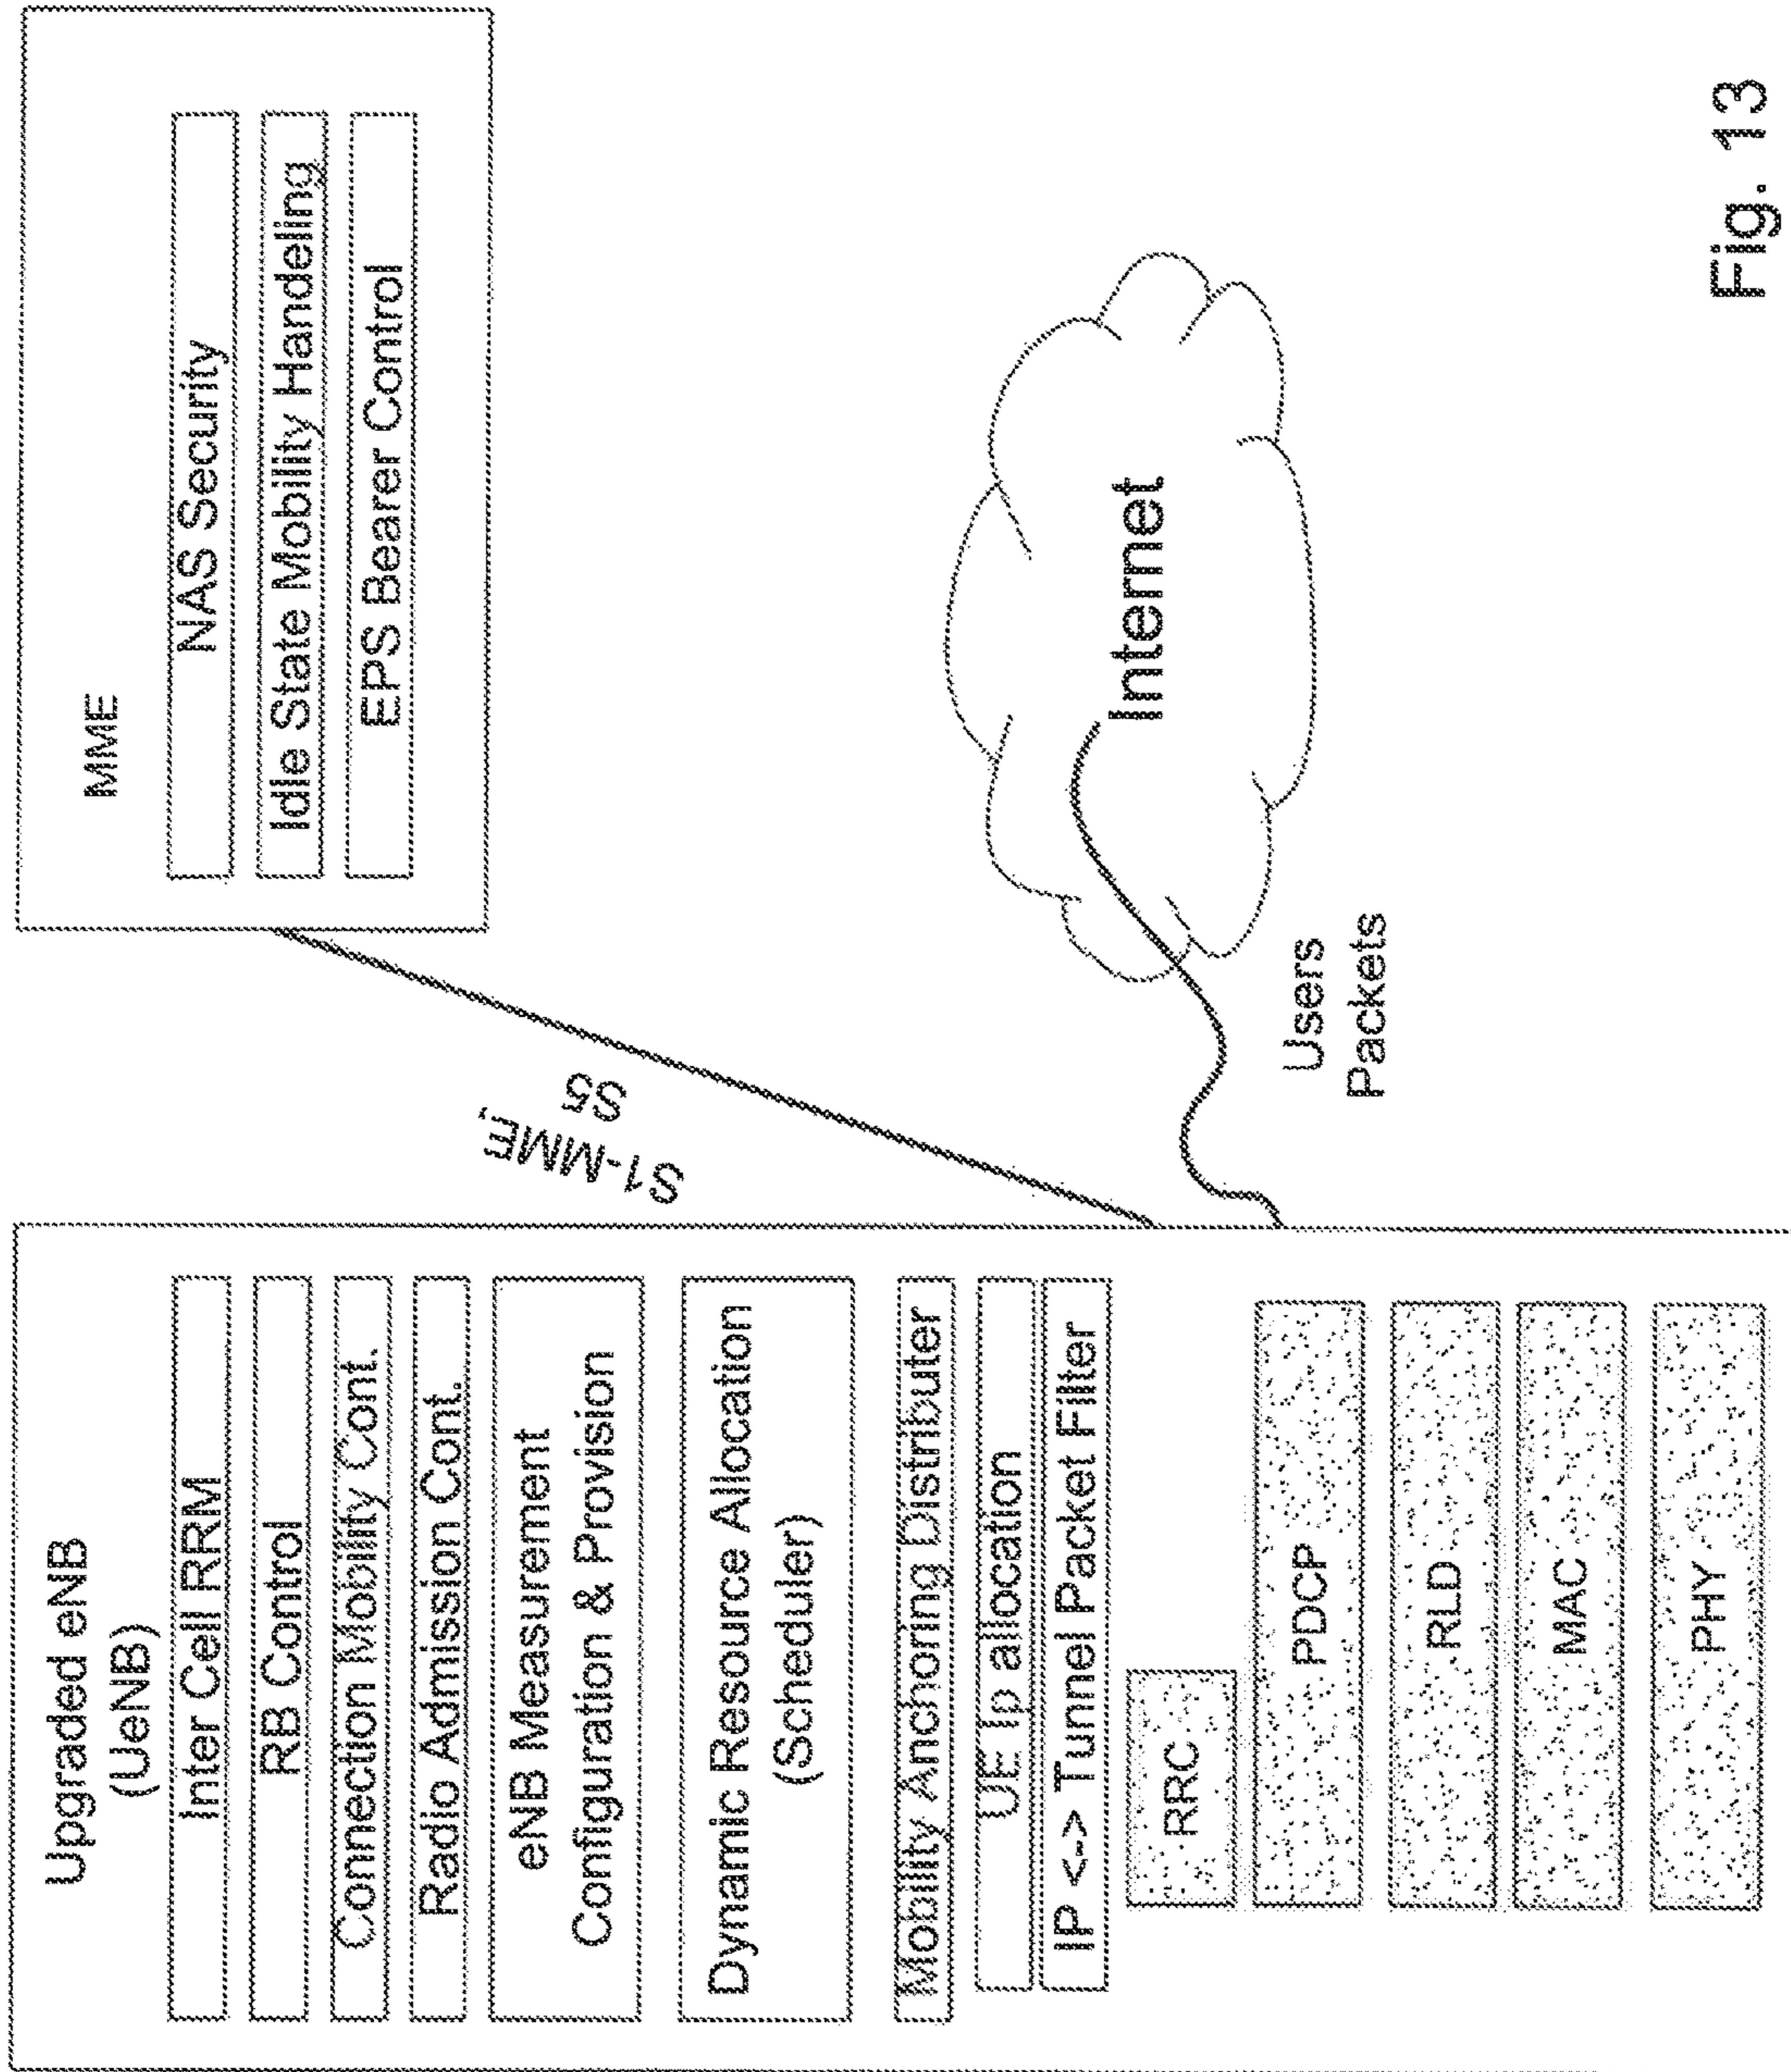 Upgraded eNB
(UeNB)
Inter Cell RRM
RB Control
Connection Mobility Cont.
Radio Admission Cont.
eNB Measurement
Configuration & Provision
Dynamic Resource Allocation
(Scheduler)
Mobility Anchoring Distributer
UE Ip allocation
IP <-> Tunnel Packet Filter
RRC
PDCP
RLD
MAC
PHY
S1-MME,
S5
MME
NAS Security
Idle State Mobility Handeling
EPS Bearer Control
Internet
Users
Packets
Fig. 13